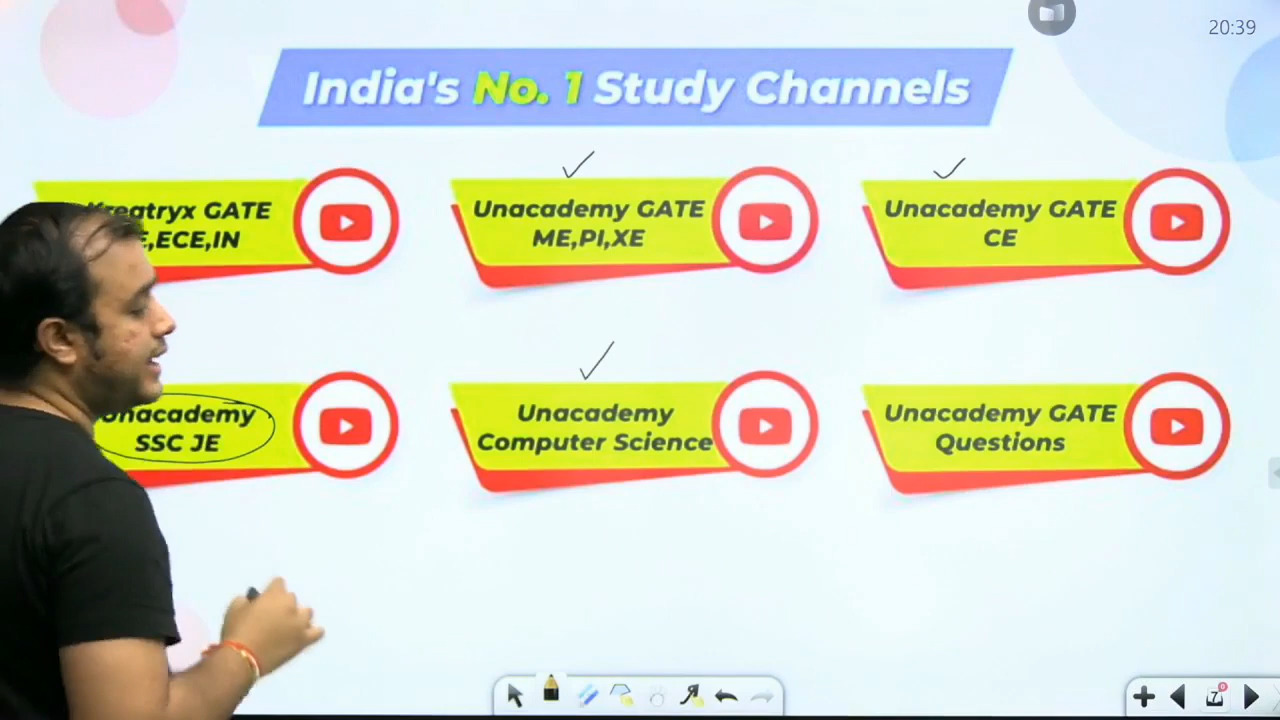 20:39
India's No. 1 Study Channels
Kreatryx GATE
,ECE,IN
Unacademy GATE
ME,PI,XE
Unacademy GATE
CE
Unacademy
SSC JE
Unacademy
Computer Science
Unacademy GATE
Questions
7